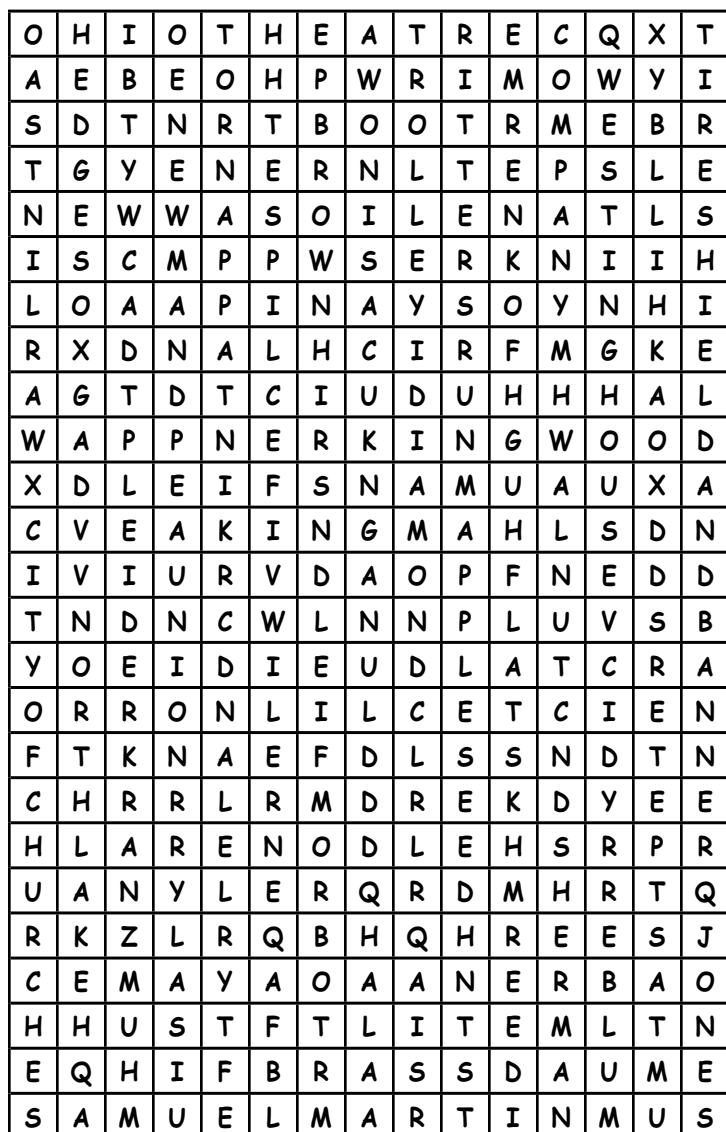 O H I O T H E A T R E C Q X T
A E B E O H P W R I M O W Y I
S D T N R T B O O T R M E B R
T G Y E N E R N L T E P S L E
N E W W A S O I L E N A T L S
I S C M P P W S E R K N I I H
L O A A P I N A Y S O Y N H I
R X D N A L H C I R F M G K E
A G T D T C I U D U H H H A L
W A P P N E R K I N G W O O D
X D L E I F S N A M U A U X A
C V E A K I N G M A H L S D N
I V I U R V D A O P F N E D D
T N D N C W L N N P L U V S B
Y O E I D I E U D L A T C R A
O R R O N L I L C E T C I E N
F T K N A E F D L S S N D T N
C H R R L R M D R E K D Y E E
H L A R E N O D L E H S R P R
U A N Y L E R Q R D M H R T Q
R K Z L R Q B H Q H R E E S J
C E M A Y A O A A N E R B A O
H H U S T F T L I T E M L T N
E Q H I F B R A S S D A U M E
S A M U E L M A R T I N M U S